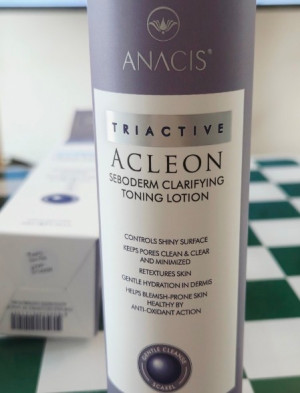 ANACIS®
TRIACTIVE
ACLEON
SEBODERM CLARIFYING
TONING LOTION
CONTROLS SHINY SURFACE
KEEPS PORES CLEAN & CLEAR
AND MINIMIZED
RETEXTURES SKIN
GENTLE HYDRATION IN DERMIS
HELPS BLEMISH-PRONE SKIN
HEALTHY BY
ANTI-OXIDANT ACTION
GENTLE CLEANSE